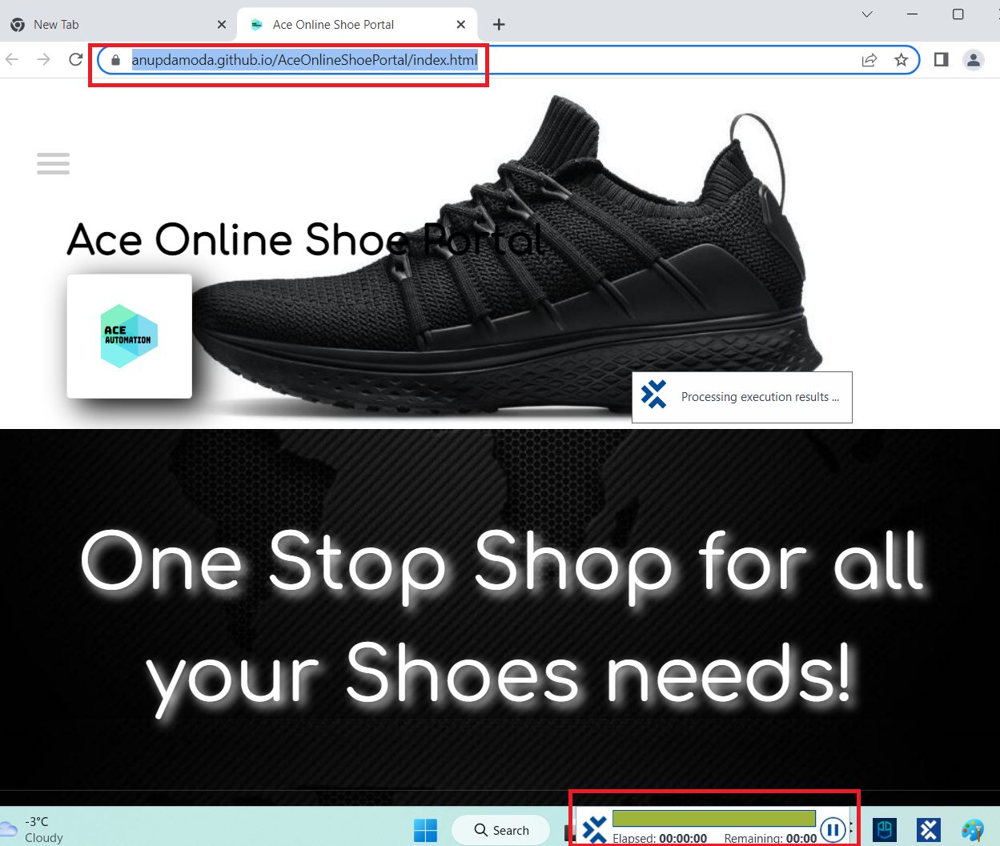 New Tab
Ace Online Shoe Portal
anupdamoda.github.io/AceOnlineShoePortal/index.html
Ace Online Shoe Portal
ACE
AUTOMATION
Processing execution results ...
One Stop Shop for all
your Shoes needs!
-3°C
Cloudy
Search
Elapsed: 00:00:00 Remaining: 00:00